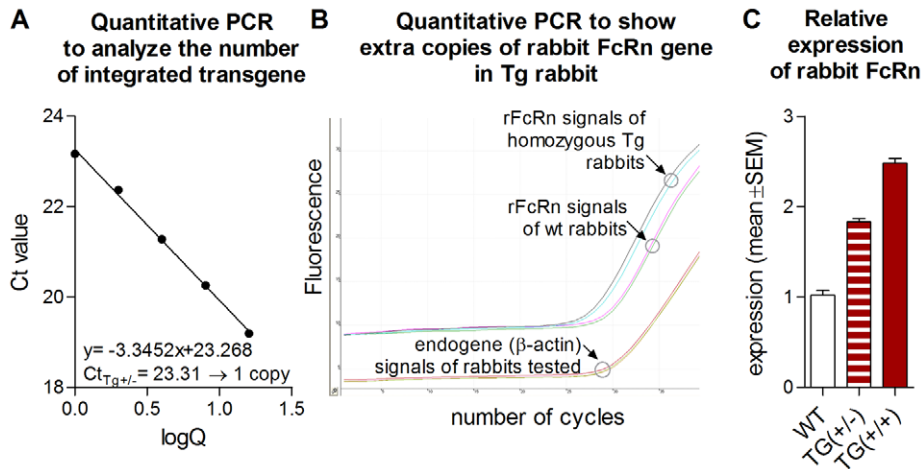 A
Quantitative PCR
to analyze the number
of integrated transgene
24
22
20
18
Ct value
y= -3.3452x+23.268
CtTg+/- = 23.31 → 1 copy
0.0
0.5
1.0
1.5
logQ
B
Quantitative PCR to show
extra copies of rabbit FcRn gene
in Tg rabbit
Fluorescence
rFcRn signals of
homozygous Tg
rabbits
rFcRn signals
of wt rabbits
endogene (β-actin)
signals of rabbits tested
number of cycles
C
Relative
expression
of rabbit FcRn
expression (mean ±SEM)
3
2
1
0
WT
TG(+/-)
TG(+/+)